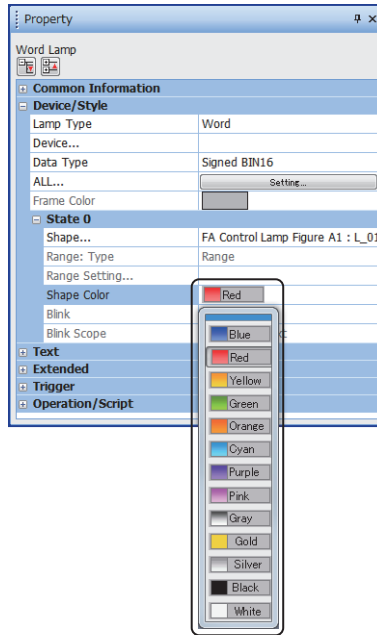 Property
Word Lamp
Common Information
Device/Style
Lamp Type Word
Device...
Data Type Signed BIN16
ALL... Setting...
Frame Color
State 0
Shape... FA Control Lamp Figure A1 : L_01
Range: Type Range
Range Setting...
Shape Color Red
Blink
Blink Scope
Text
Extended
Trigger
Operation/Script
Blue
Red
Yellow
Green
Orange
Cyan
Purple
Pink
Gray
Gold
Silver
Black
White